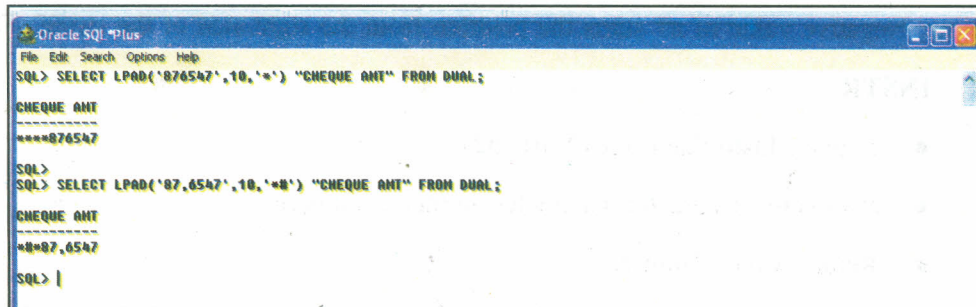 Oracle SQL*Plus
File Edit Search Options Help
SQL> SELECT LPAD('876547',10,'*') "CHEQUE AMT" FROM DUAL;
CHEQUE AMT
----------
****876547
SQL>
SQL> SELECT LPAD('87,6547',10,'*#') "CHEQUE AMT" FROM DUAL;
CHEQUE AMT
----------
*#*87,6547
SQL>